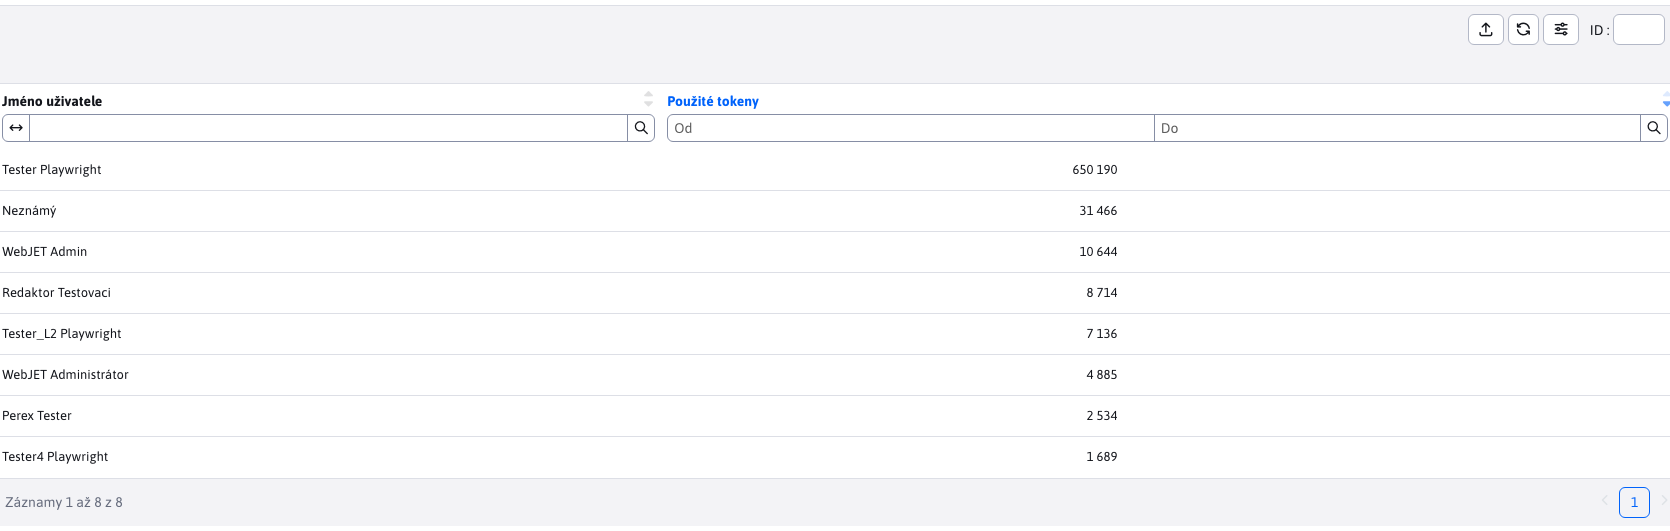 ID :
Jméno uživatele Použité tokeny
Od Do
Tester Playwright 650 190
Neznámý 31 466
WebJET Admin 10 644
Redaktor Testovaci 8 714
Tester_L2 Playwright 7 136
WebJET Administrátor 4 885
Perex Tester 2 534
Tester4 Playwright 1 689
Záznamy 1 až 8 z 8 1